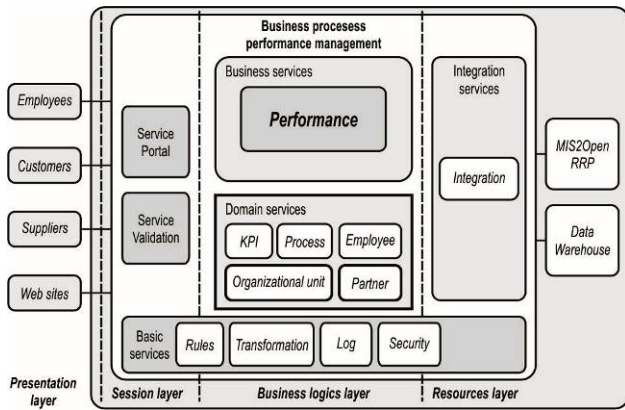 Business procesess
performance management
Business services
Performance
Integration
services
Integration
Employees
Customers
Suppliers
Web sites
Service
Portal
Service
Validation
Domain services
KPI
Process
Employee
Organizational unit
Partner
MIS2Open
RRP
Data
Warehouse
Basic
services
Rules
Transformation
Log
Security
Presentation
layer
Session layer
Business logics layer
Resources layer